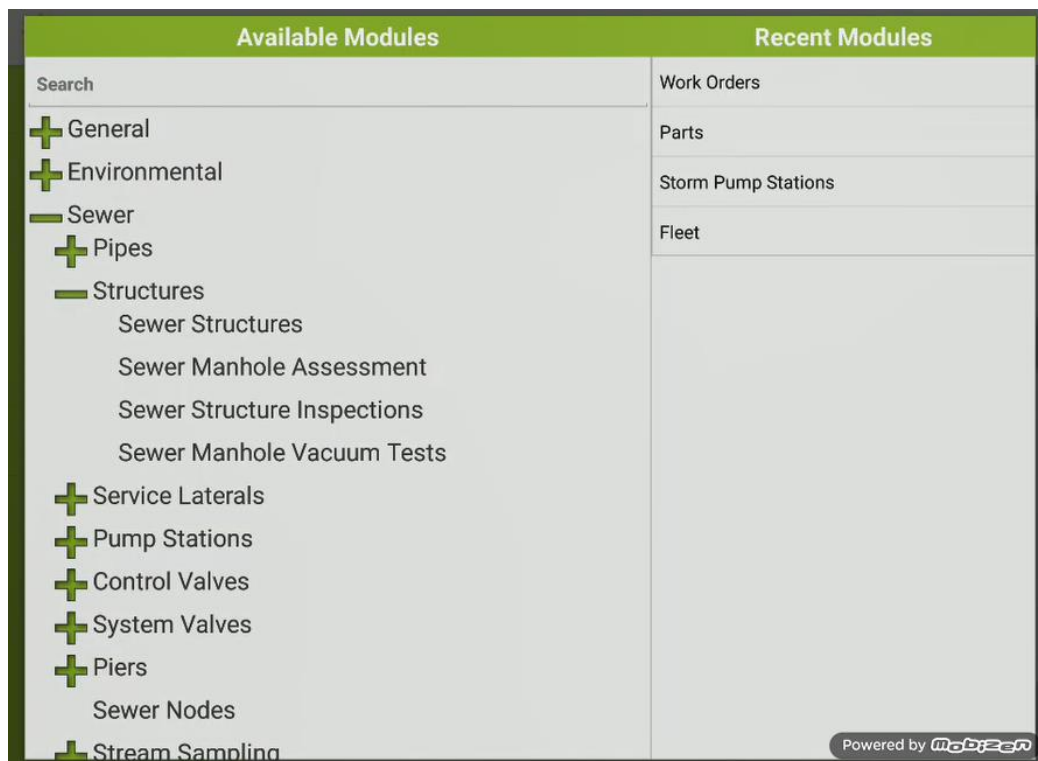 Available Modules
Recent Modules
Search
General
Environmental
Sewer
Pipes
Structures
Sewer Structures
Sewer Manhole Assessment
Sewer Structure Inspections
Sewer Manhole Vacuum Tests
Service Laterals
Pump Stations
Control Valves
System Valves
Piers
Sewer Nodes
Stream Sampling
Work Orders
Parts
Storm Pump Stations
Fleet
Powered by Mobizen